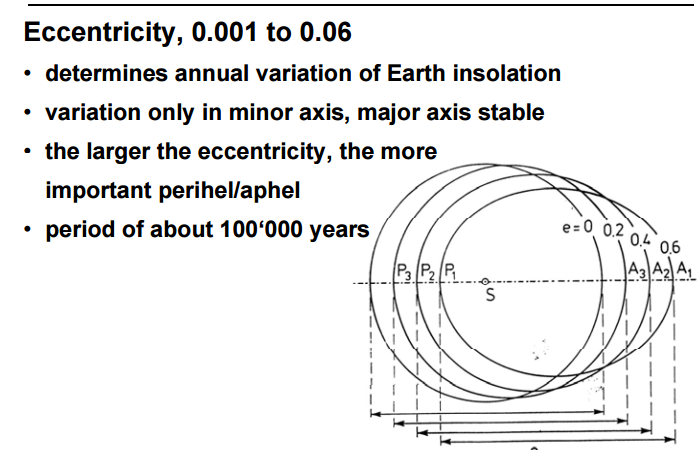 Eccentricity, 0.001 to 0.06
• determines annual variation of Earth insolation
• variation only in minor axis, major axis stable
• the larger the eccentricity, the more
important perihel/aphel
• period of about 100‘000 years
e=0 0.2 0.4 0.6
P3 P2 P1 A3 A2 A1
S